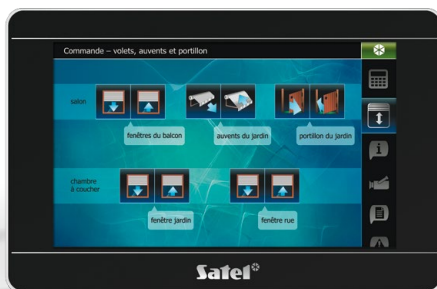 Commande – volets, auvents et portillon
salon
fenêtres du balcon
auvents du jardin
portillon du jardin
chambre
à coucher
fenêtre jardin
fenêtre rue
Satel®